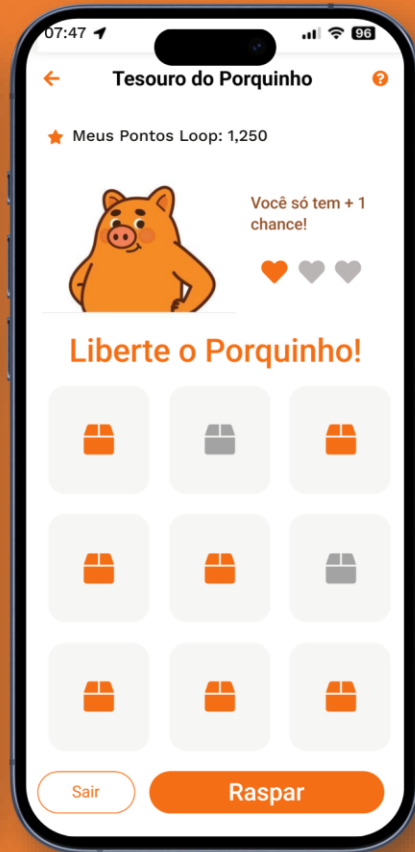 07:47
96
Tesouro do Porquinho
?
Meus Pontos Loop: 1,250
Você só tem + 1
chance!
Liberte o Porquinho!
Sair
Raspar